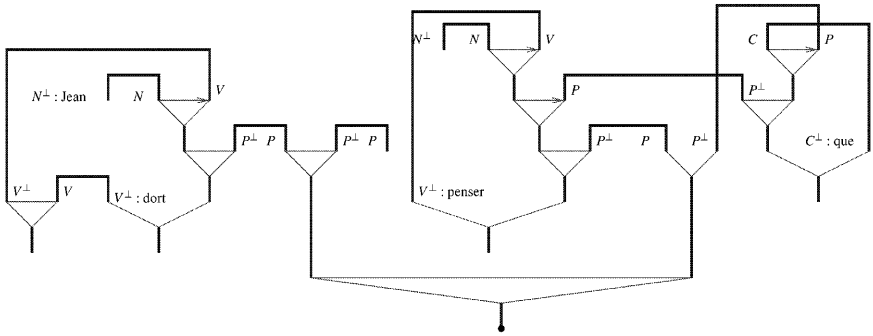 N⊥ N V C P
N⊥ : Jean N V P P⊥
P⊥ P P⊥ P P⊥ P P⊥ C⊥ : que
V⊥ V V⊥ : dort V⊥ : penser